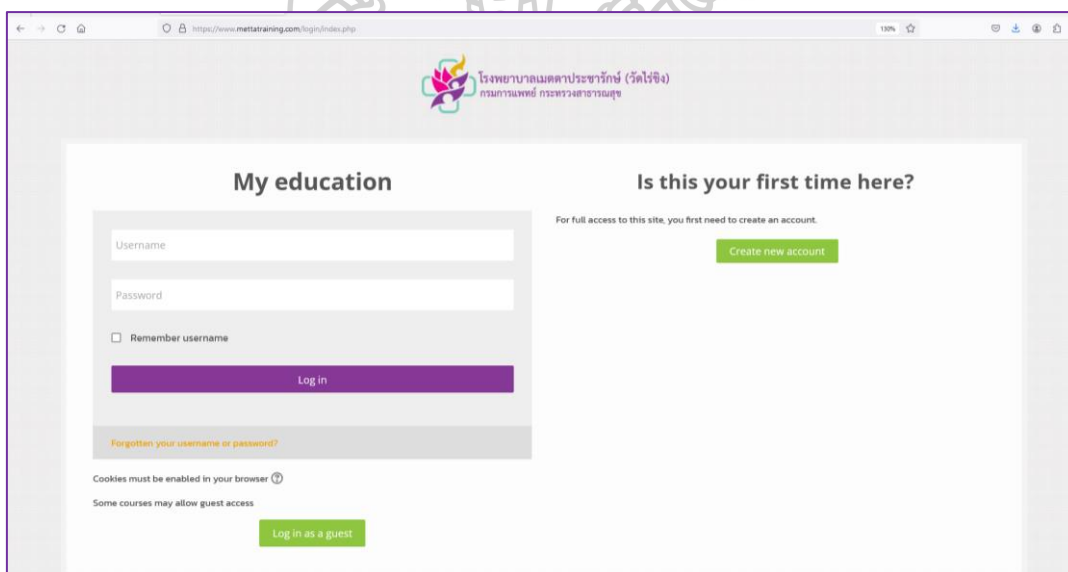 https://www.mettatraining.com/login/index.php
130%
โรงพยาบาลเมตตาประชารักษ์ (วัดไร่ขิง)
กรมการแพทย์ กระทรวงสาธารณสุข
My education
Username
Password
Remember username
Log in
Forgotten your username or password?
Cookies must be enabled in your browser
Some courses may allow guest access
Log in as a guest
Is this your first time here?
For full access to this site, you first need to create an account.
Create new account